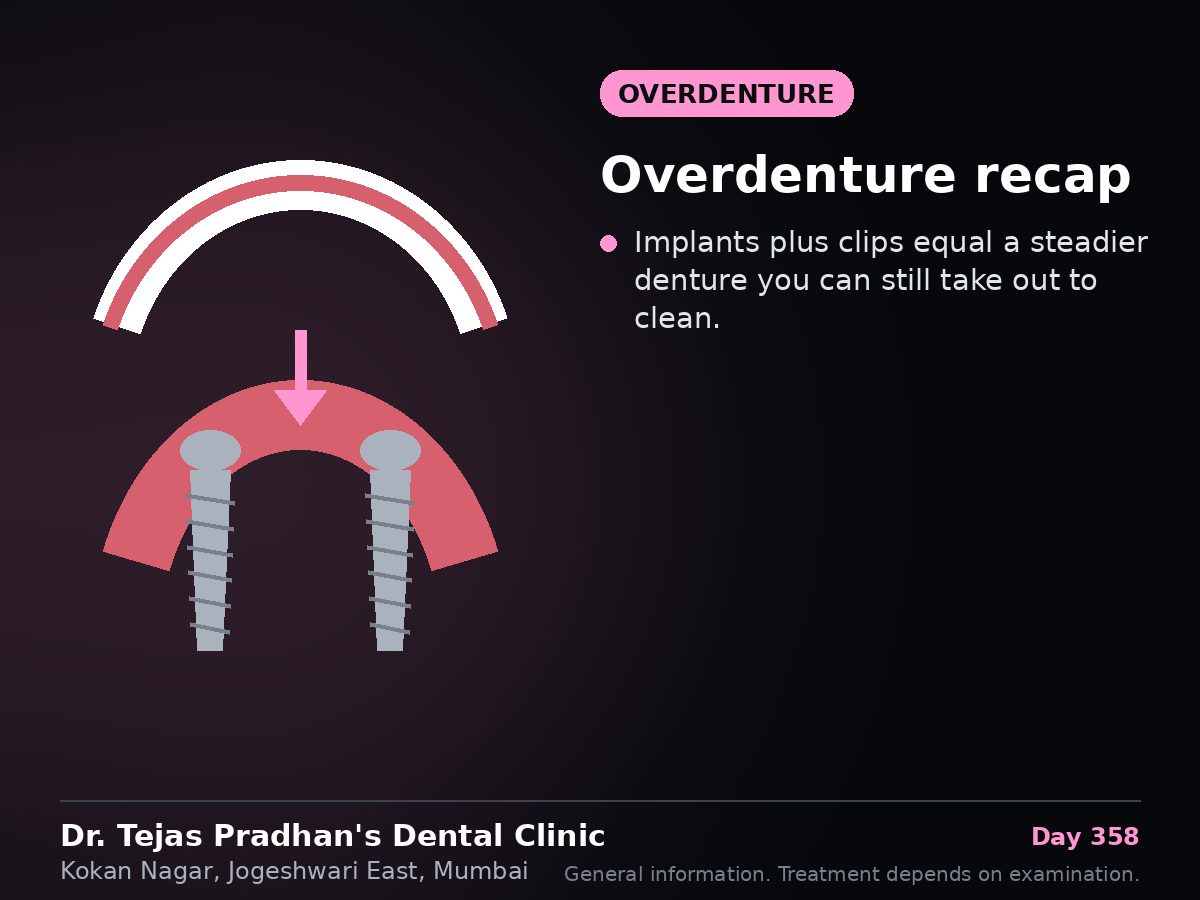 OVERDENTURE
Overdenture recap
Implants plus clips equal a steadier
denture you can still take out to
clean.
Dr. Tejas Pradhan's Dental Clinic
Day 358
Kokan Nagar, Jogeshwari East, Mumbai
General information. Treatment depends on examination.